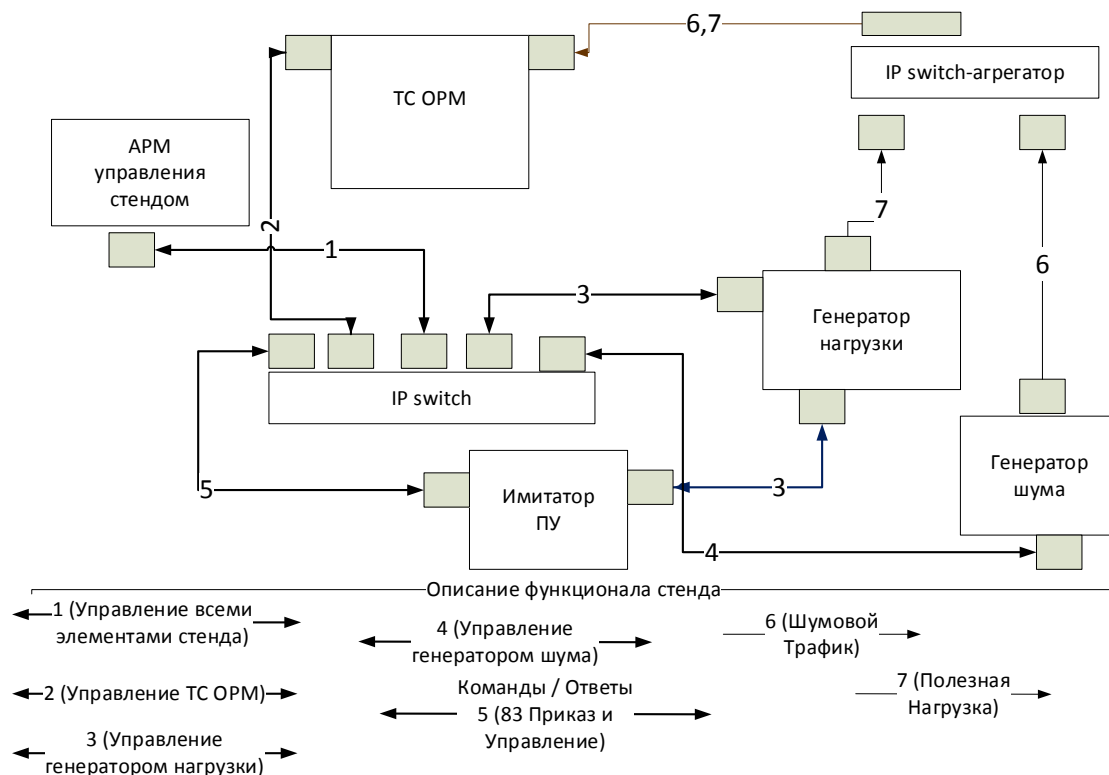 6,7
IP switch-агрегатор
ТС ОРМ
АРМ
управления
стендом
2
1
7
6
3
Генератор
нагрузки
IP switch
Генератор
шума
5
Имитатор
ПУ
3
4
Описание функционала стенда
1 (Управление всеми
элементами стенда)
4 (Управление
генератором шума)
6 (Шумовой
Трафик)
2 (Управление ТС ОРМ)
Команды / Ответы
5 (83 Приказ и
Управление)
7 (Полезная
Нагрузка)
3 (Управление
генератором нагрузки)